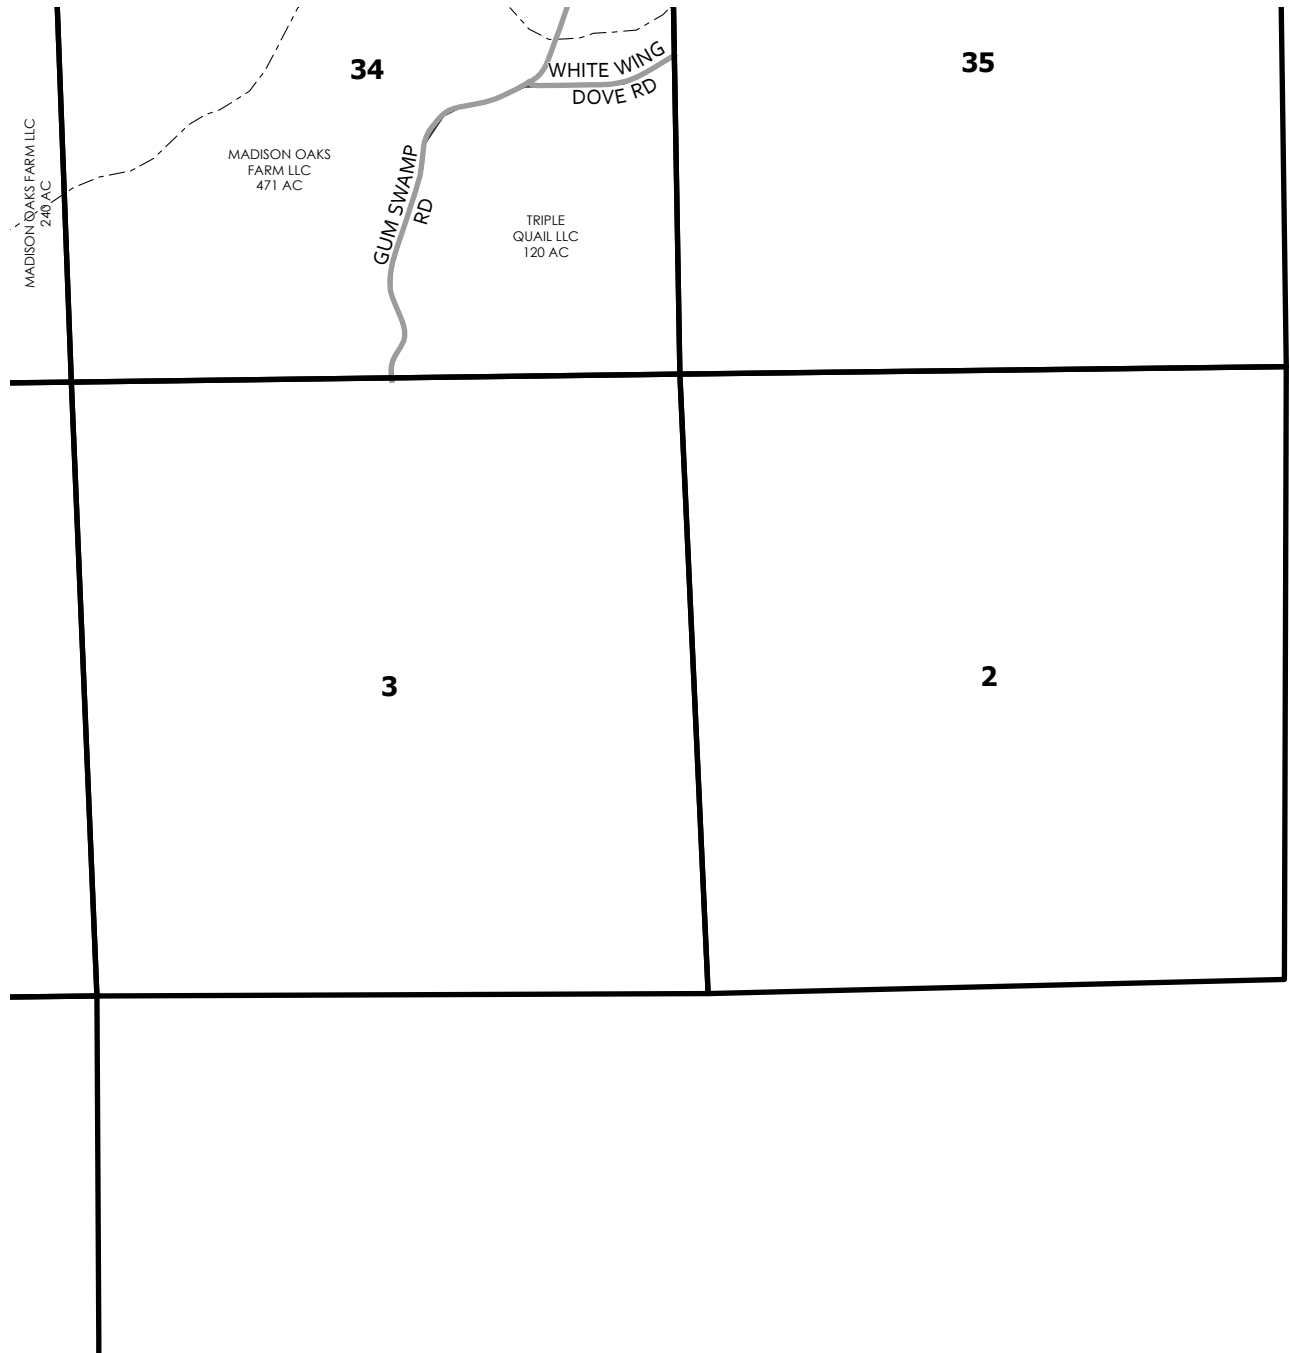 35
34
WHITE WING
DOVE RD
MADISON OAKS
FARM LLC
471 AC
MADISON OAKS FARM LLC
240 AC
GUM SWAMP
RD
TRIPLE
QUAIL LLC
120 AC
3
2